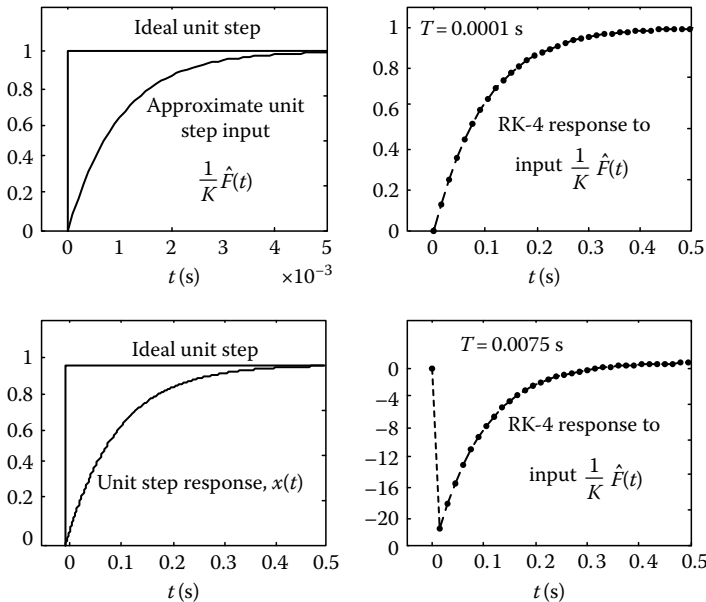 Ideal unit step
1
0.8
0.6
0.4
0.2
0
Approximate unit
step input
1/K F̂(t)
0 1 2 3 4 5
t (s) ×10⁻³
T = 0.0001 s
1
0.8
0.6
0.4
0.2
0
RK-4 response to
input 1/K F̂(t)
0 0.1 0.2 0.3 0.4 0.5
t (s)
Ideal unit step
1
0.8
0.6
0.4
0.2
0
Unit step response, x(t)
0 0.1 0.2 0.3 0.4 0.5
t (s)
T = 0.0075 s
0
−4
−8
−12
−16
−20
0
RK-4 response to
input 1/K F̂(t)
0 0.1 0.2 0.3 0.4 0.5
t (s)